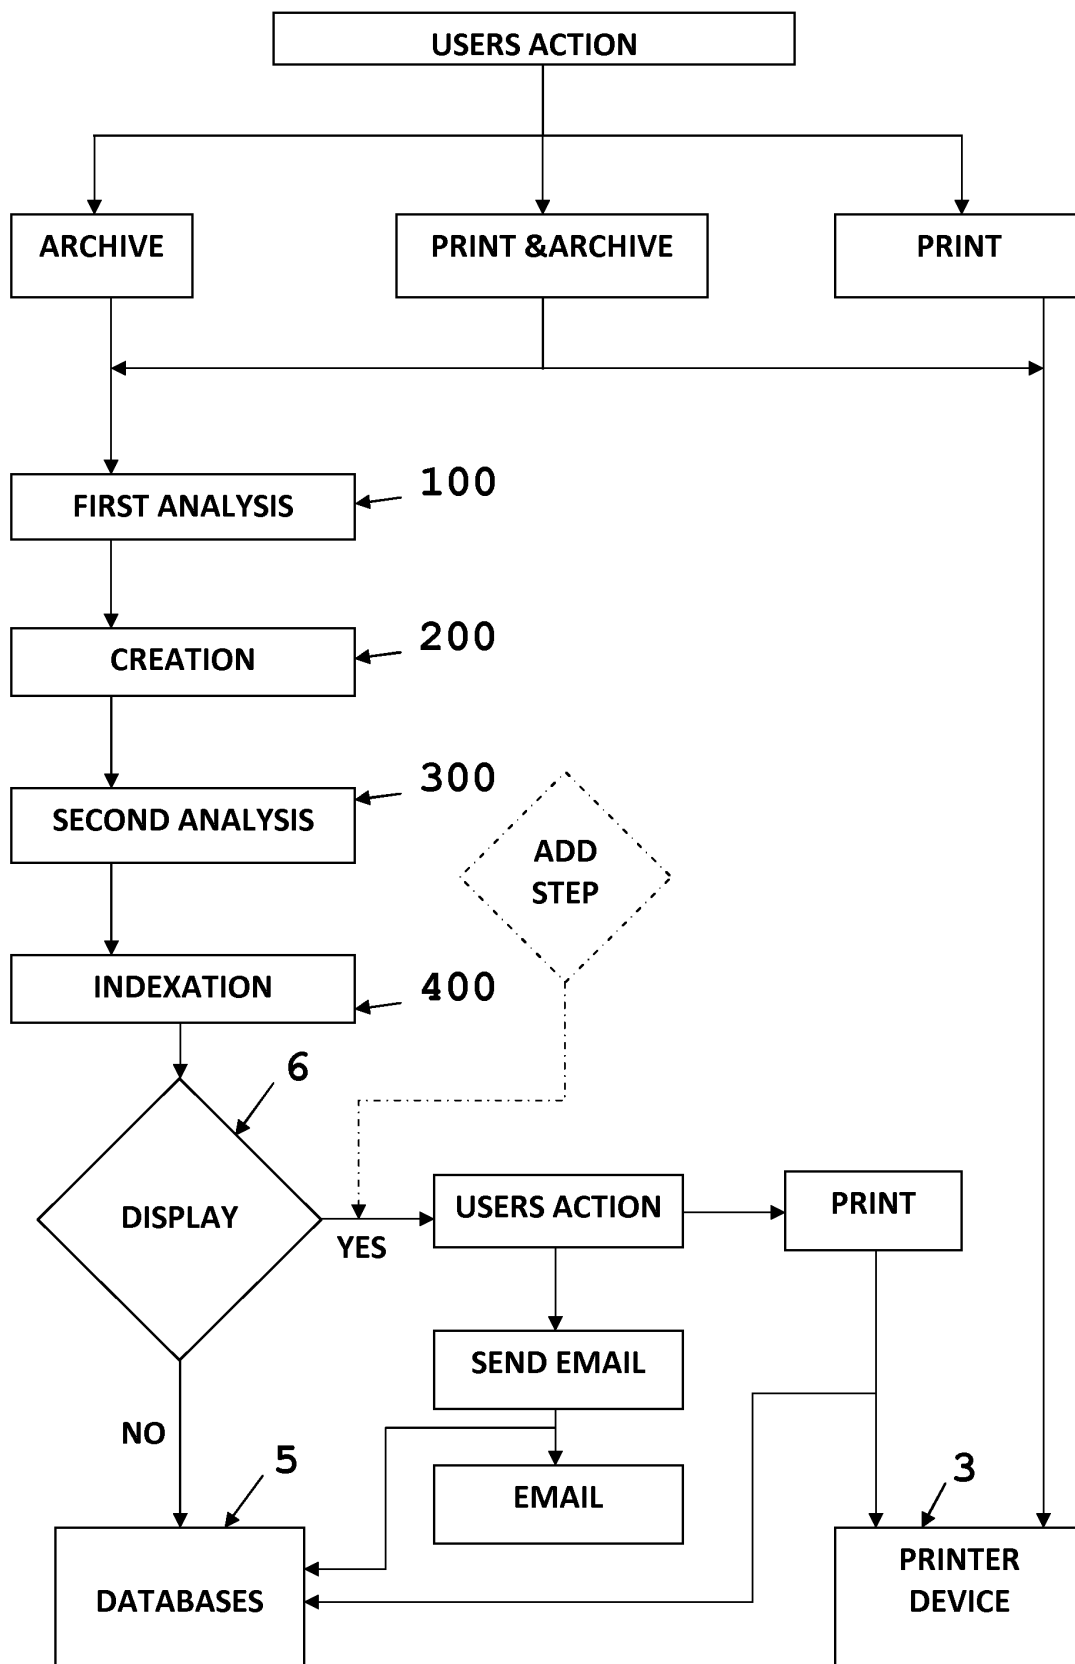 USERS ACTION
ARCHIVE
PRINT &ARCHIVE
PRINT
FIRST ANALYSIS
100
CREATION
200
SECOND ANALYSIS
300
ADD
STEP
INDEXATION
400
6
DISPLAY
YES
USERS ACTION
PRINT
SEND EMAIL
NO
5
EMAIL
3
DATABASES
PRINTER
DEVICE